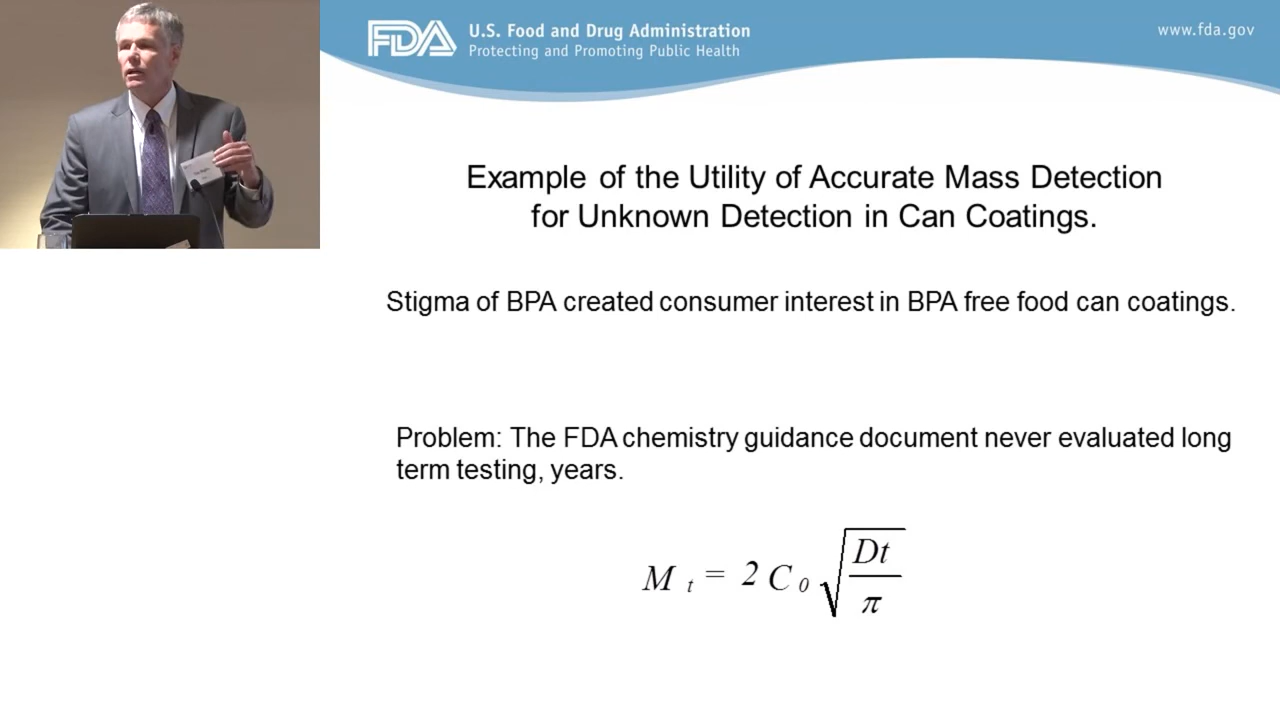 FDA
U.S. Food and Drug Administration
Protecting and Promoting Public Health
www.fda.gov
Example of the Utility of Accurate Mass Detection
for Unknown Detection in Can Coatings.
Stigma of BPA created consumer interest in BPA free food can coatings.
Problem: The FDA chemistry guidance document never evaluated long
term testing, years.
M t = 2 C 0 √(Dt/π)